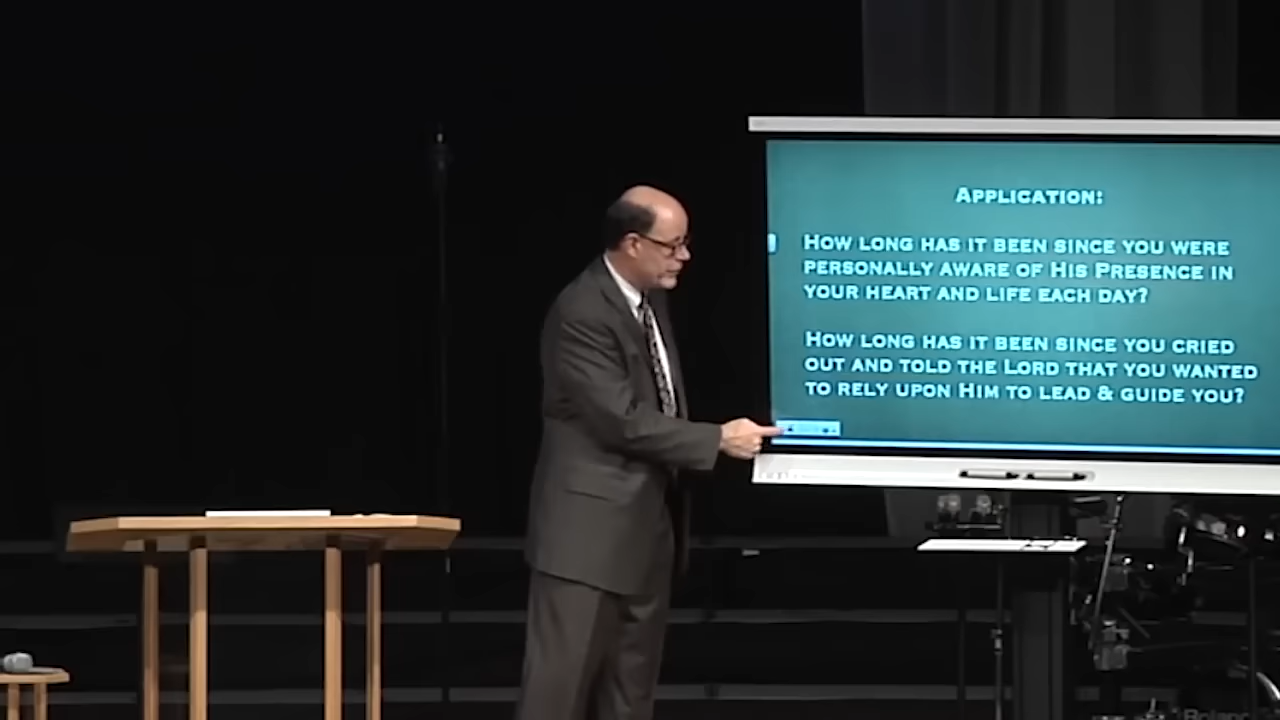 APPLICATION:
HOW LONG HAS IT BEEN SINCE YOU WERE
PERSONALLY AWARE OF HIS PRESENCE IN
YOUR HEART AND LIFE EACH DAY?
HOW LONG HAS IT BEEN SINCE YOU CRIED
OUT AND TOLD THE LORD THAT YOU WANTED
TO RELY UPON HIM TO LEAD & GUIDE YOU?